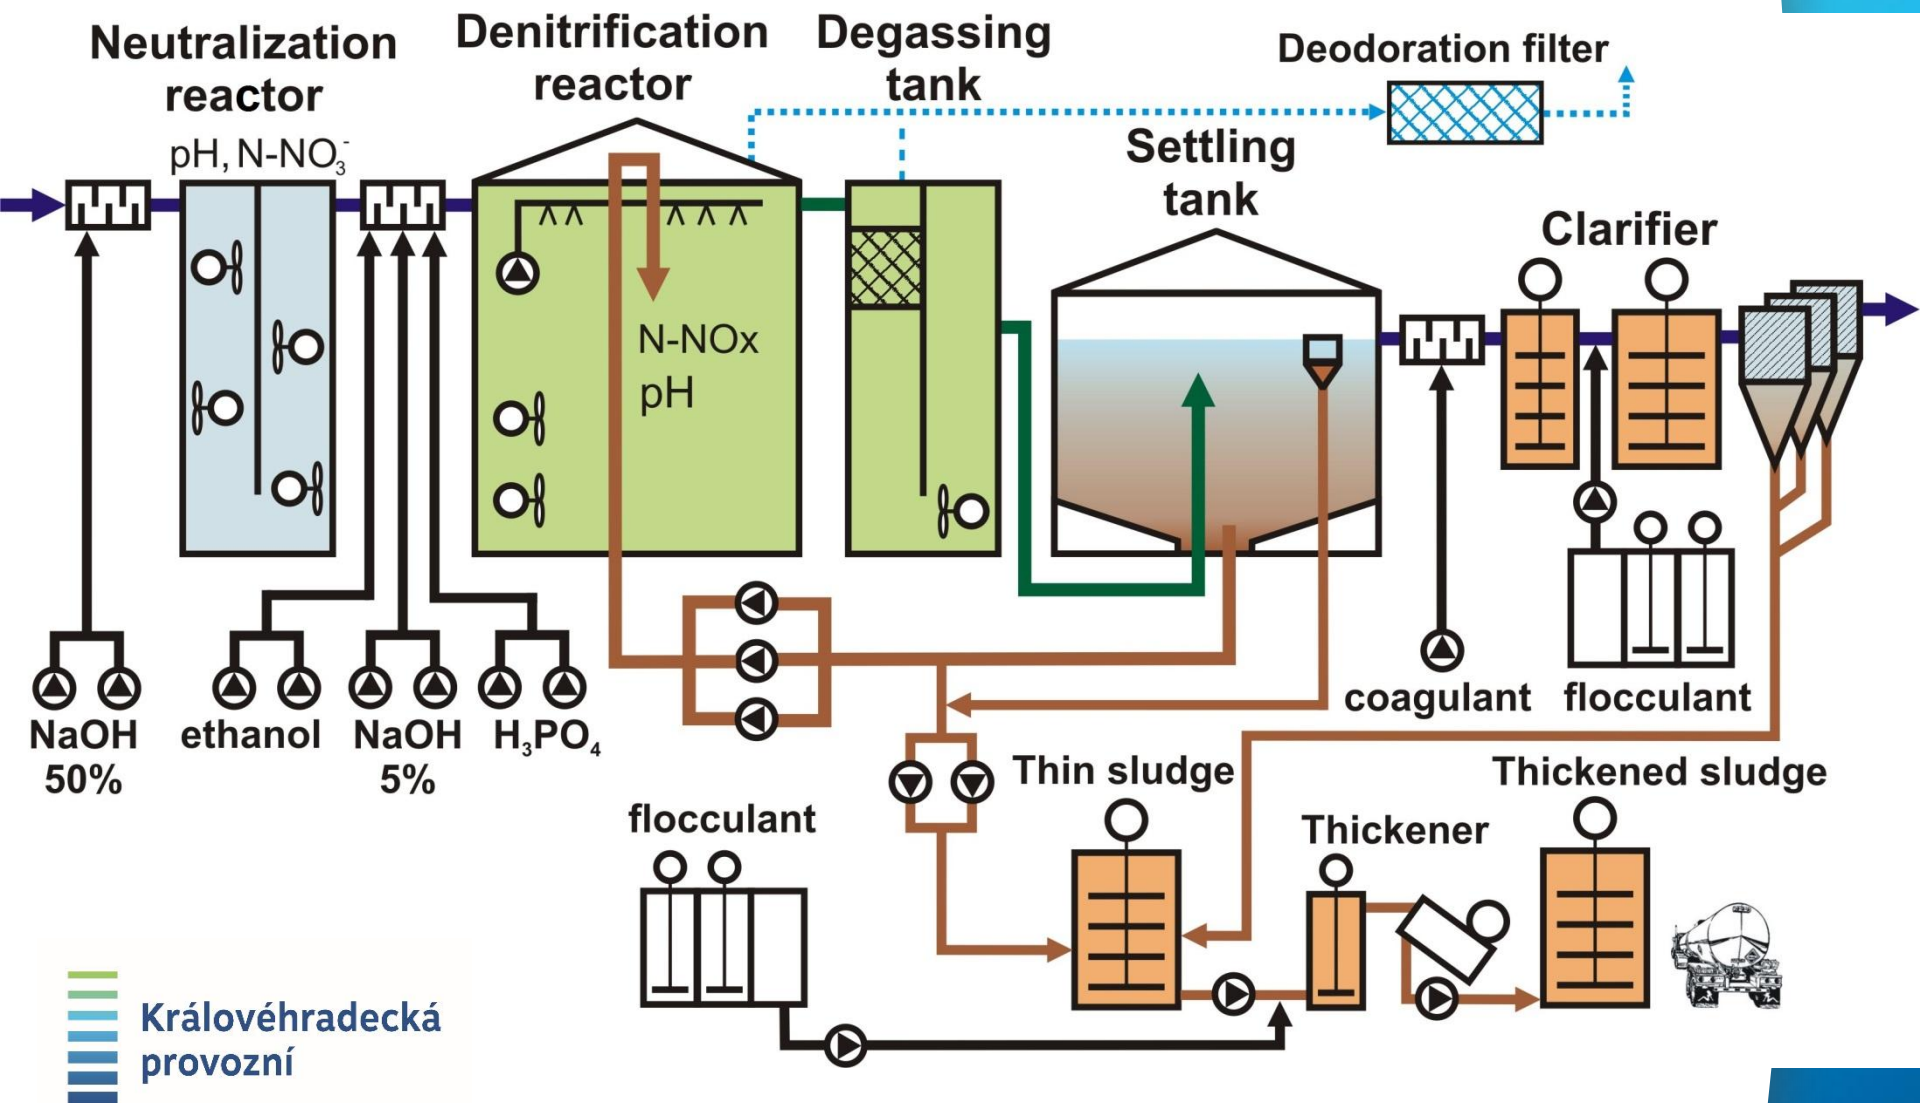 Neutralization
reactor
pH, N-NO₃⁻
Denitrification
reactor
Degassing
tank
Deodoration filter
Settling
tank
Clarifier
N-NOx
pH
NaOH
50%
ethanol
NaOH
5%
H₃PO₄
coagulant
flocculant
flocculant
Thin sludge
Thickener
Thickened sludge
Královéhradecká
provozní